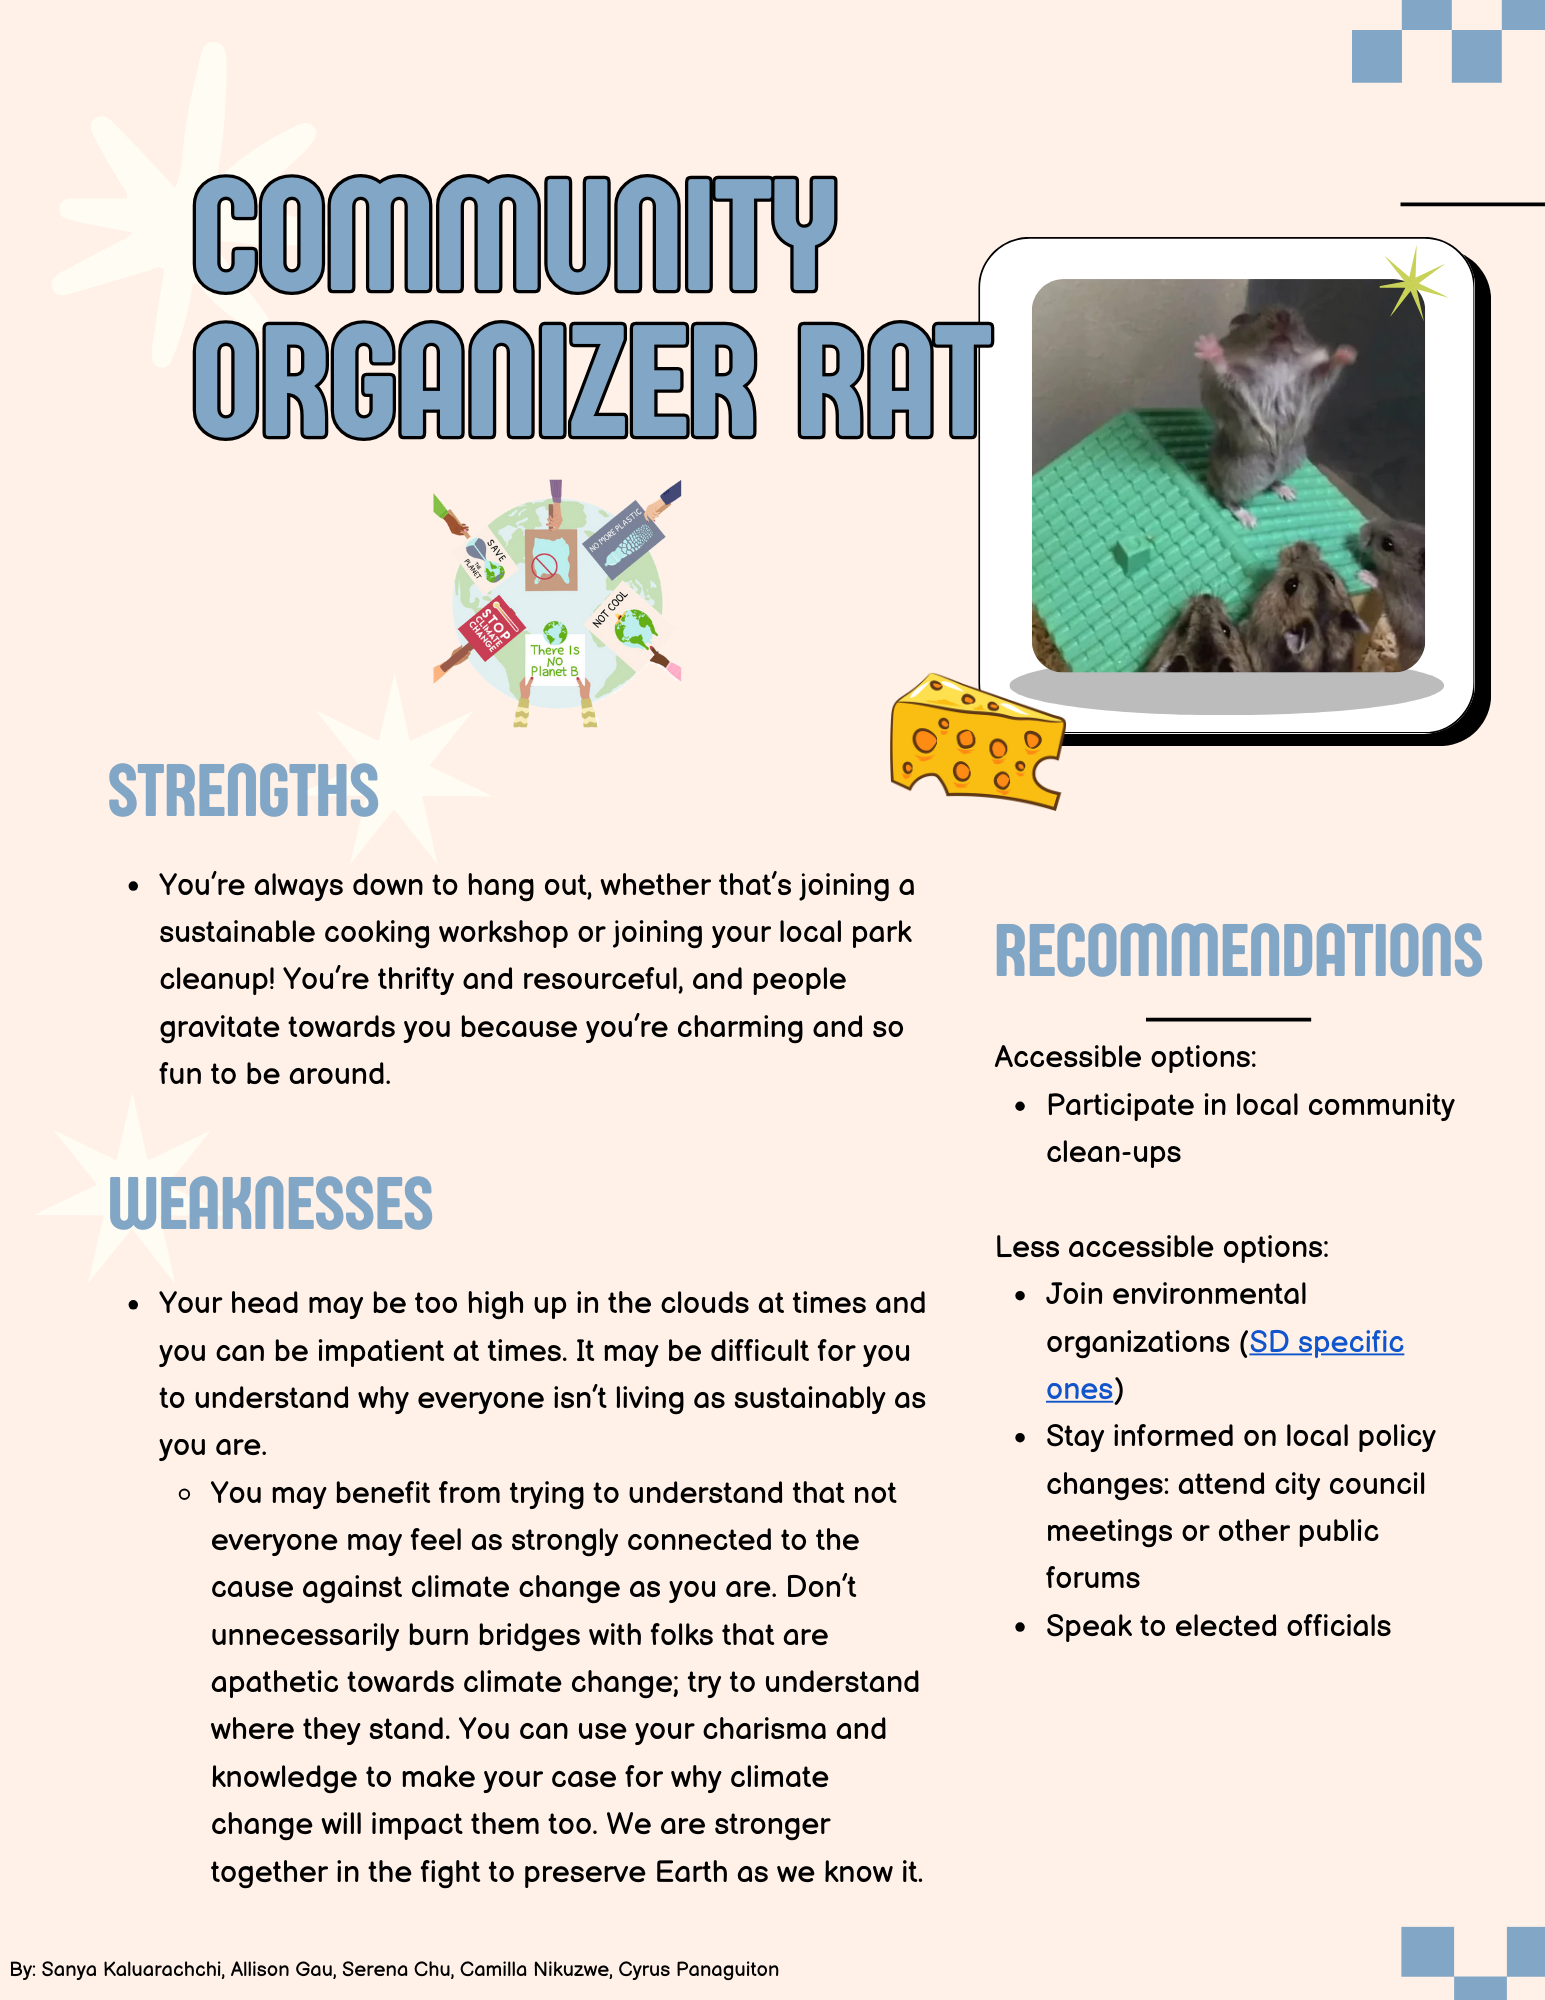 COMMUNITY
ORGANIZER RAT
SAVE
THE
PLANET
NO MORE PLASTIC
STOP
CLIMATE
CHANGE
NOT COOL
There Is
NO
Planet B
STRENGTHS
• You're always down to hang out, whether that's joining a
sustainable cooking workshop or joining your local park
cleanup! You're thrifty and resourceful, and people
gravitate towards you because you're charming and so
fun to be around.
WEAKNESSES
• Your head may be too high up in the clouds at times and
you can be impatient at times. It may be difficult for you
to understand why everyone isn't living as sustainably as
you are.
◦ You may benefit from trying to understand that not
everyone may feel as strongly connected to the
cause against climate change as you are. Don't
unnecessarily burn bridges with folks that are
apathetic towards climate change; try to understand
where they stand. You can use your charisma and
knowledge to make your case for why climate
change will impact them too. We are stronger
together in the fight to preserve Earth as we know it.
RECOMMENDATIONS
Accessible options:
• Participate in local community
clean-ups
Less accessible options:
• Join environmental
organizations (SD specific
ones)
• Stay informed on local policy
changes: attend city council
meetings or other public
forums
• Speak to elected officials
By: Sanya Kaluarachchi, Allison Gau, Serena Chu, Camilla Nikuzwe, Cyrus Panaguiton